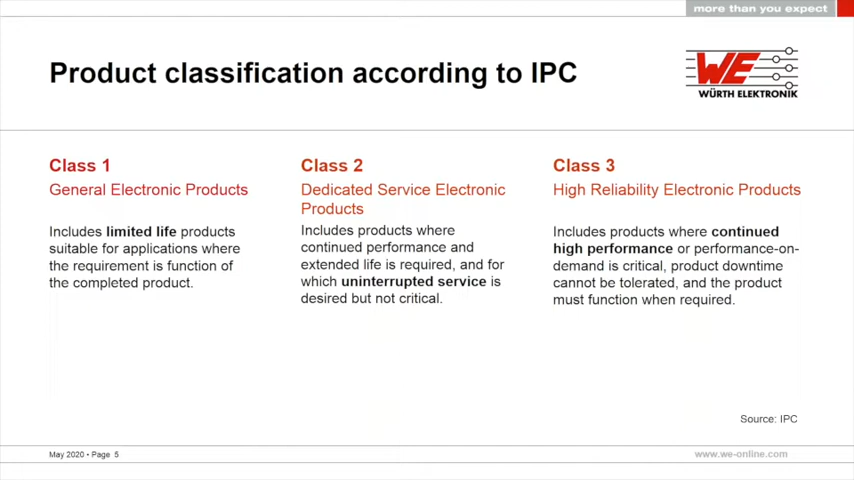 more than you expect
Product classification according to IPC
WE
WÜRTH ELEKTRONIK
Class 1
General Electronic Products
Includes limited life products
suitable for applications where
the requirement is function of
the completed product.
Class 2
Dedicated Service Electronic
Products
Includes products where
continued performance and
extended life is required, and for
which uninterrupted service is
desired but not critical.
Class 3
High Reliability Electronic Products
Includes products where continued
high performance or performance-on-
demand is critical, product downtime
cannot be tolerated, and the product
must function when required.
Source: IPC
May 2020 • Page 5
www.we-online.com